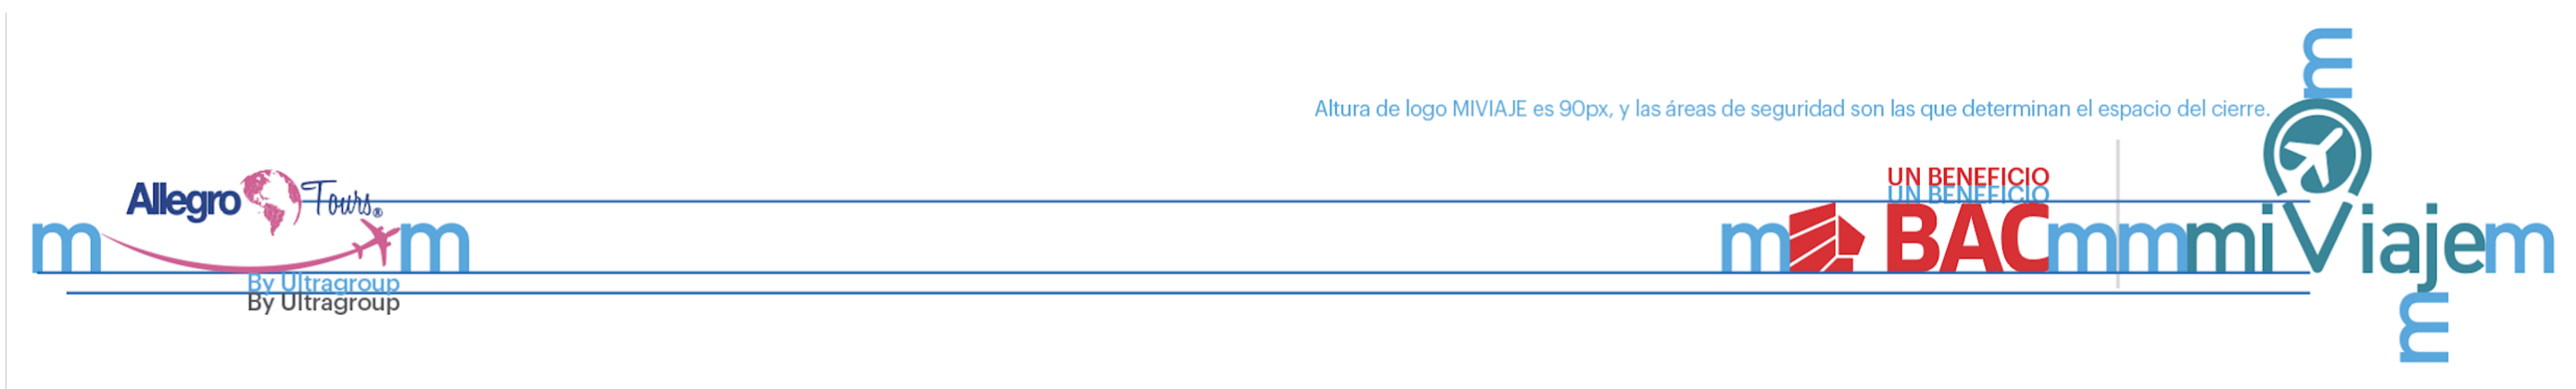 m
Altura de logo MIVIAJE es 90px, y las áreas de seguridad son las que determinan el espacio del cierre.
Allegro Tours®
UN BENEFICIO
UN BENEFICIO
m m m BAC m m miViaje m
By Ultragroup
By Ultragroup
m